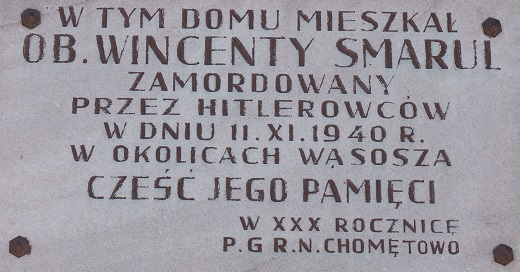 W TYM DOMU MIESZKAŁ
OB. WINCENTY SMARUL
ZAMORDOWANY
PRZEZ HITLEROWCÓW
W DNIU 11.XI.1940 R.
W OKOLICACH WĄSOSZA
CZEŚĆ JEGO PAMIĘCI
W XXX ROCZNICĘ
P.G R.N. CHOMĘTOWO